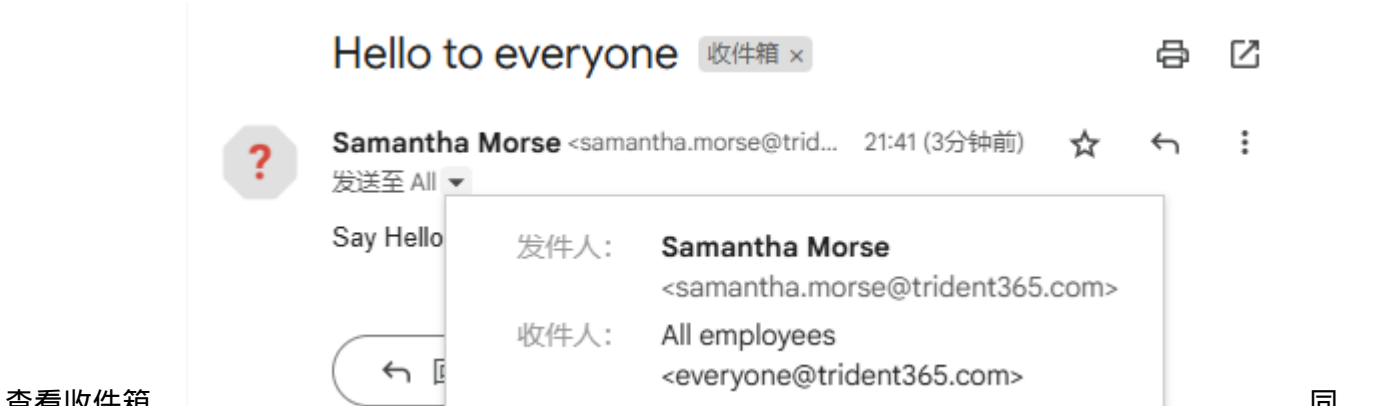 Hello to everyone 收件箱 ×
?
Samantha Morse <samantha.morse@trid... 21:41 (3分钟前)
发送至 All
Say Hello
发件人: Samantha Morse
<samantha.morse@trident365.com>
收件人: All employees
<everyone@trident365.com>
查看收件箱
同